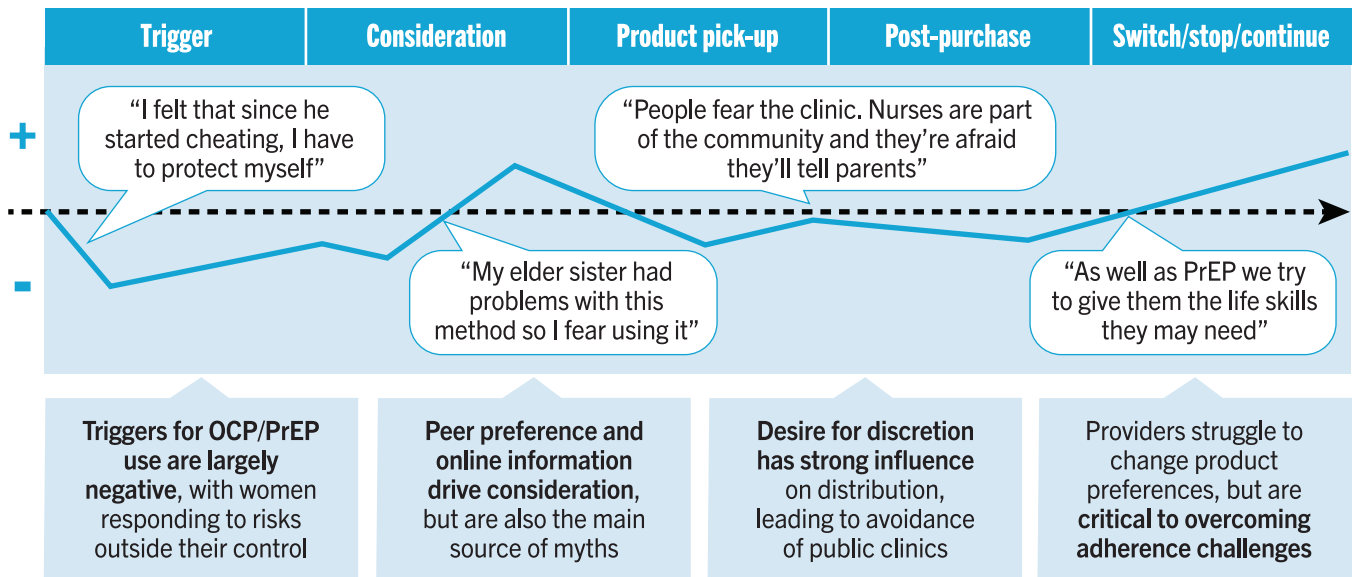 Trigger
Consideration
Product pick-up
Post-purchase
Switch/stop/continue
+
-
“I felt that since he
started cheating, I have
to protect myself”
“People fear the clinic. Nurses are part
of the community and they’re afraid
they’ll tell parents”
“My elder sister had
problems with this
method so I fear using it”
“As well as PrEP we try
to give them the life skills
they may need”
Triggers for OCP/PrEP
use are largely
negative, with women
responding to risks
outside their control
Peer preference and
online information
drive consideration,
but are also the main
source of myths
Desire for discretion
has strong influence
on distribution,
leading to avoidance
of public clinics
Providers struggle to
change product
preferences, but are
critical to overcoming
adherence challenges